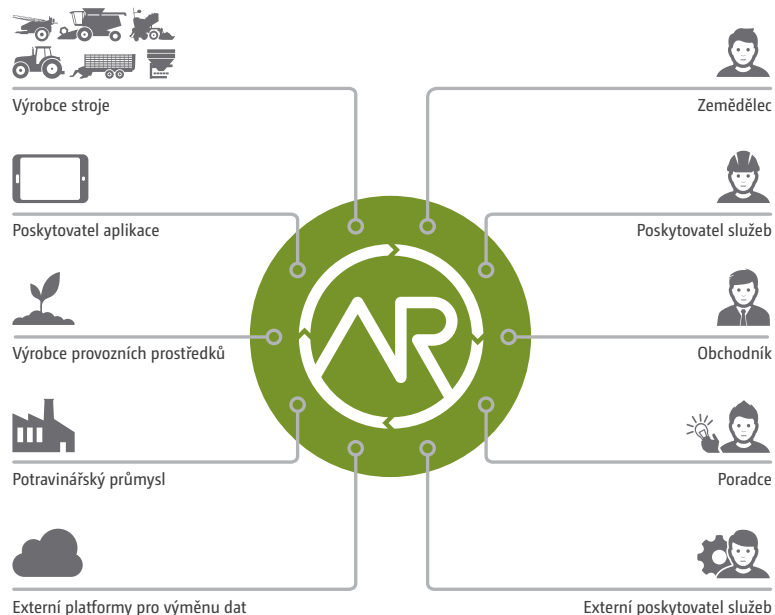 Výrobce stroje
Zemědělec
Poskytovatel aplikace
Poskytovatel služeb
AR
Výrobce provozních prostředků
Obchodník
Potravinářský průmysl
Poradce
Externí platformy pro výměnu dat
Externí poskytovatel služeb